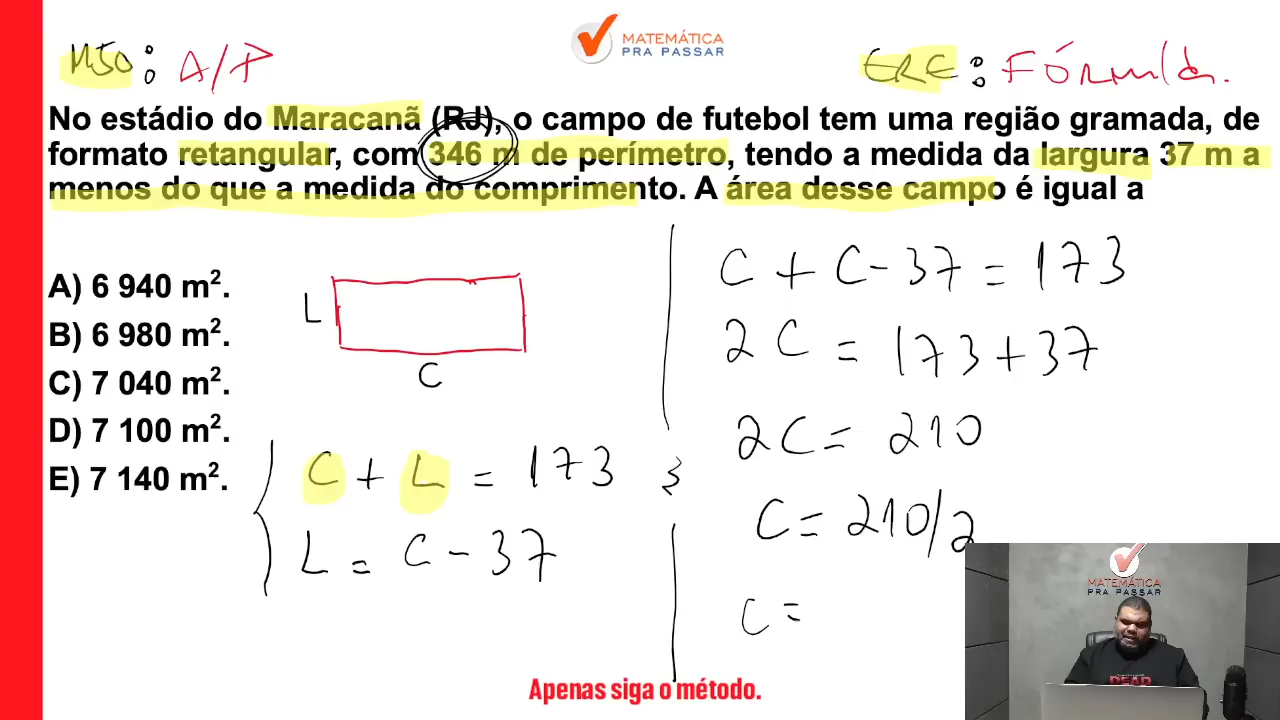 MATEMÁTICA
PRA PASSAR
M50: A/P
ERE: Fórmula.
No estádio do Maracanã (RJ), o campo de futebol tem uma região gramada, de
formato retangular, com 346 m de perímetro, tendo a medida da largura 37 m a
menos do que a medida do comprimento. A área desse campo é igual a
A) 6 940 m².
B) 6 980 m².
C) 7 040 m².
D) 7 100 m².
E) 7 140 m².
L
C
C + L = 173
L = C - 37
C + C - 37 = 173
2C = 173 + 37
2C = 210
C = 210/2
C =
MATEMÁTICA
PRA PASSAR
Apenas siga o método.